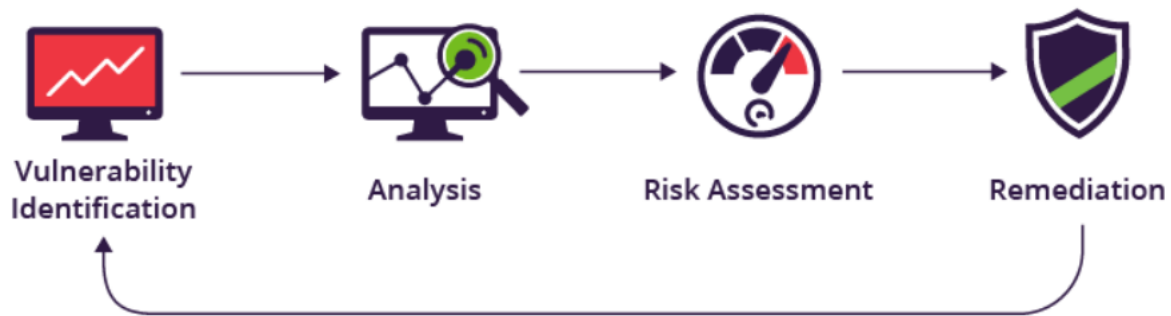 Vulnerability
Identification
Analysis
Risk Assessment
Remediation